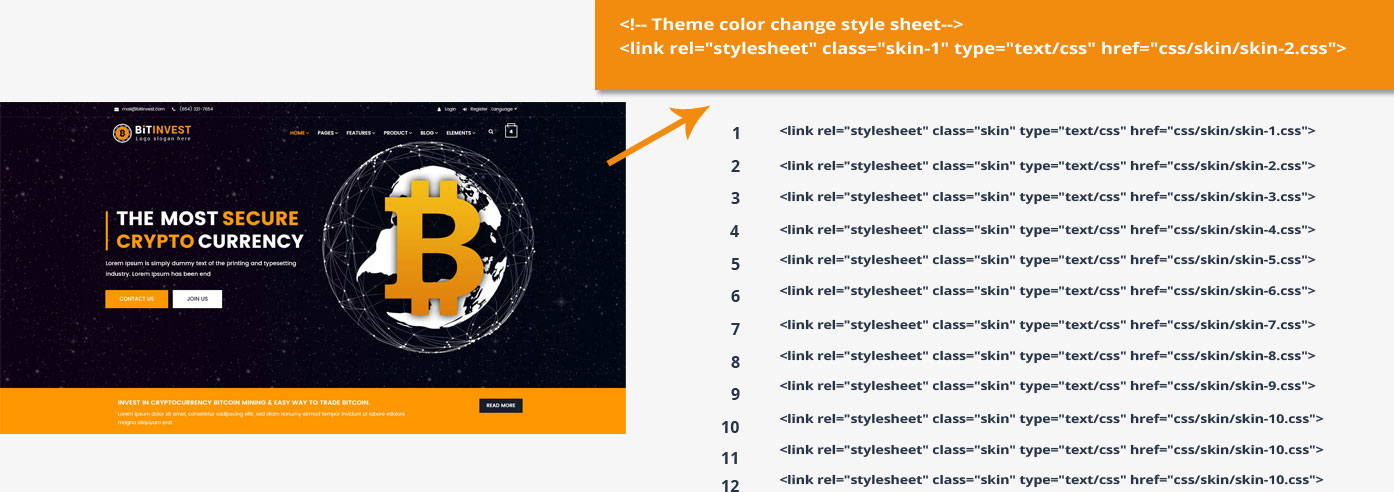 <!-- Theme color change style sheet-->
<link rel="stylesheet" class="skin-1" type="text/css" href="css/skin/skin-2.css">
mail@bitinvest.com (654) 321-7654 Login Register Language
BiTINVEST
Logo slogan here
HOME PAGES FEATURES PRODUCT BLOG ELEMENTS 4
THE MOST SECURE
CRYPTO CURRENCY
Lorem Ipsum is simply dummy text of the printing and typesetting
industry. Lorem Ipsum has been end
CONTACT US JOIN US
INVEST IN CRYPTOCURRENCY BITCOIN MINING & EASY WAY TO TRADE BITCOIN.
Lorem ipsum dolor sit amet, consetetur sadipscing elitr, sed diam nonumy eirmod tempor invidunt ut labore etdolore
magna aliquyam erat.
READ MORE
1 <link rel="stylesheet" class="skin" type="text/css" href="css/skin/skin-1.css">
2 <link rel="stylesheet" class="skin" type="text/css" href="css/skin/skin-2.css">
3 <link rel="stylesheet" class="skin" type="text/css" href="css/skin/skin-3.css">
4 <link rel="stylesheet" class="skin" type="text/css" href="css/skin/skin-4.css">
5 <link rel="stylesheet" class="skin" type="text/css" href="css/skin/skin-5.css">
6 <link rel="stylesheet" class="skin" type="text/css" href="css/skin/skin-6.css">
7 <link rel="stylesheet" class="skin" type="text/css" href="css/skin/skin-7.css">
8 <link rel="stylesheet" class="skin" type="text/css" href="css/skin/skin-8.css">
9 <link rel="stylesheet" class="skin" type="text/css" href="css/skin/skin-9.css">
10 <link rel="stylesheet" class="skin" type="text/css" href="css/skin/skin-10.css">
11 <link rel="stylesheet" class="skin" type="text/css" href="css/skin/skin-10.css">
12 <link rel="stylesheet" class="skin" type="text/css" href="css/skin/skin-10.css">